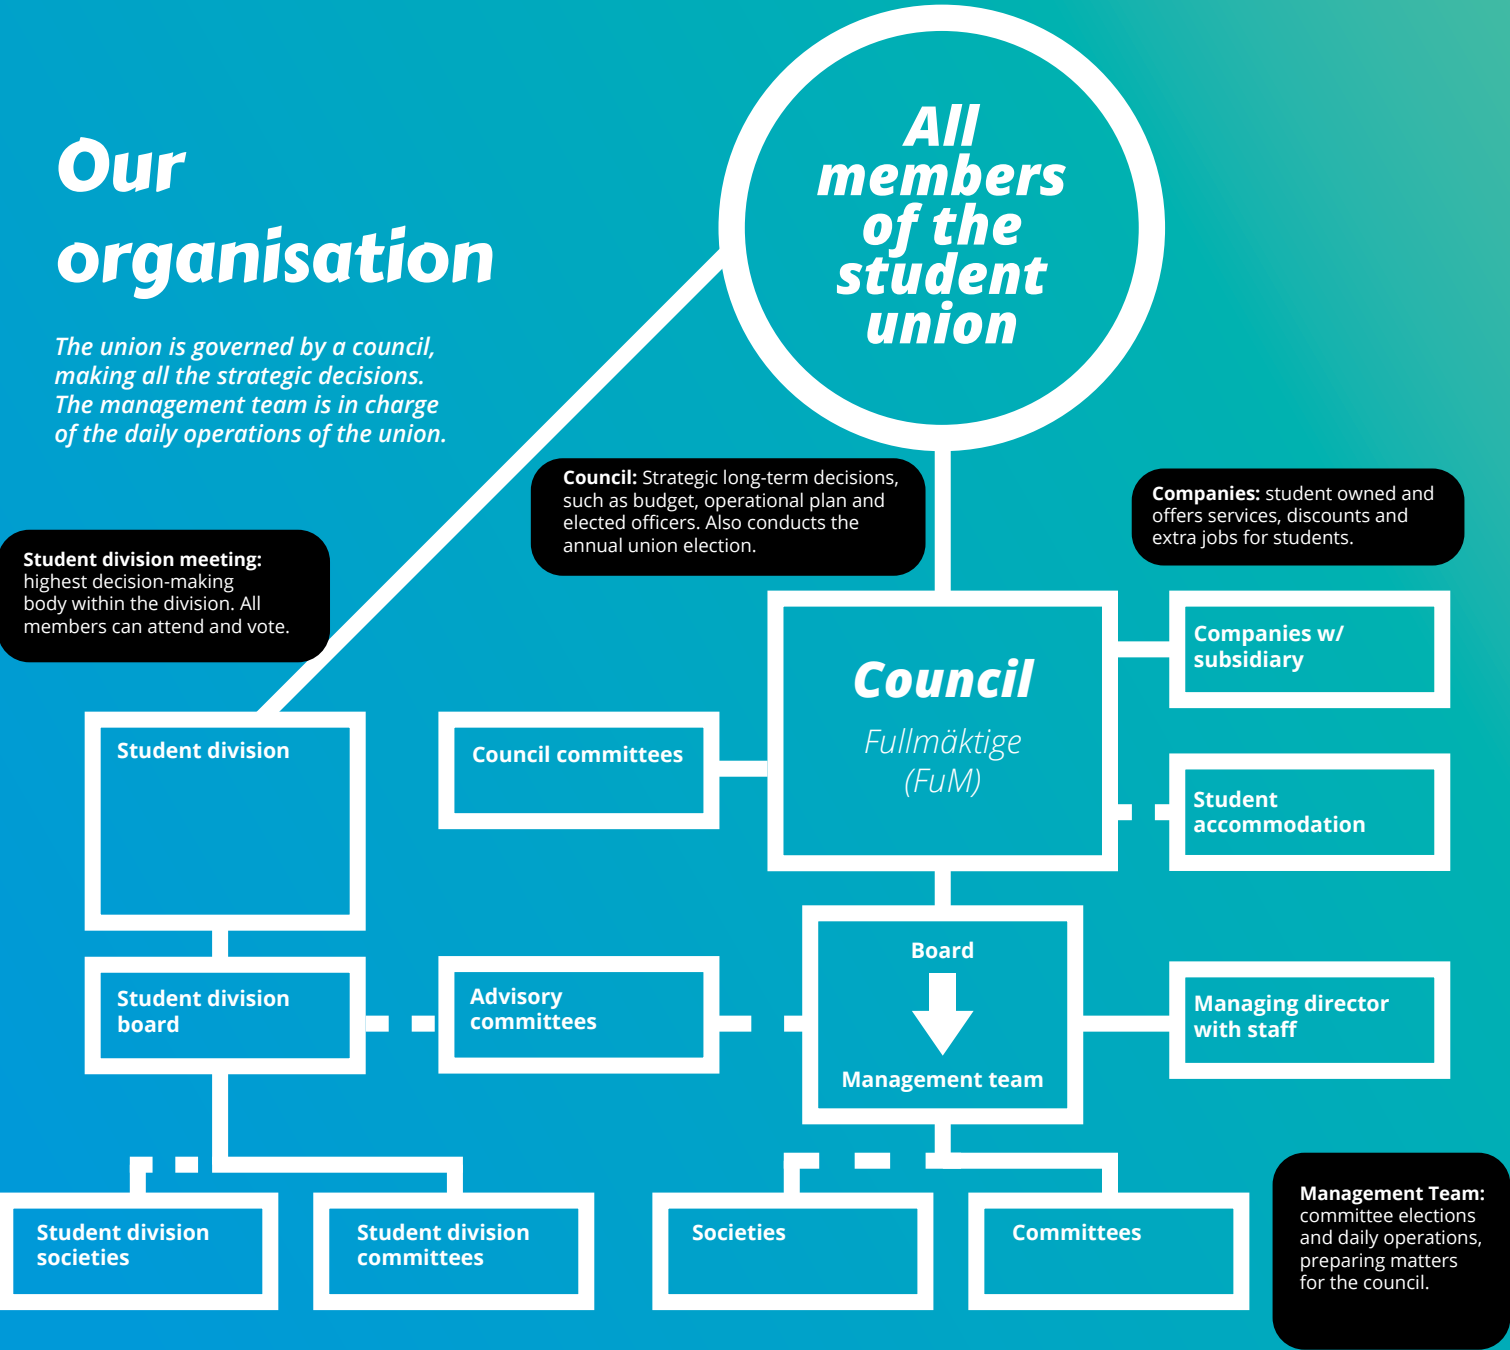 Our
organisation
The union is governed by a council,
making all the strategic decisions.
The management team is in charge
of the daily operations of the union.
All
members
of the
student
union
Council: Strategic long-term decisions,
such as budget, operational plan and
elected officers. Also conducts the
annual union election.
Companies: student owned and
offers services, discounts and
extra jobs for students.
Student division meeting:
highest decision-making
body within the division. All
members can attend and vote.
Student division
Council committees
Council
Fullmäktige
(FuM)
Companies w/
subsidiary
Student
accommodation
Student division
board
Advisory
committees
Board
Management team
Managing director
with staff
Student division
societies
Student division
committees
Societies
Committees
Management Team:
committee elections
and daily operations,
preparing matters
for the council.